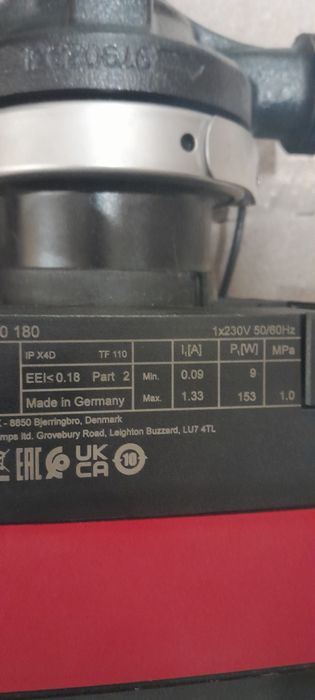 0 180 1x230V 50/60Hz
IP X4D TF 110 I₁[A] P₁[W] MPa
EEI≤0.18 Part 2 Min. 0.09 9
Made in Germany Max. 1.33 153 1.0
- 8850 Bjerringbro, Denmark
mps ltd. Grovebury Road, Leighton Buzzard, LU7 4TL
EAC UK CA 10